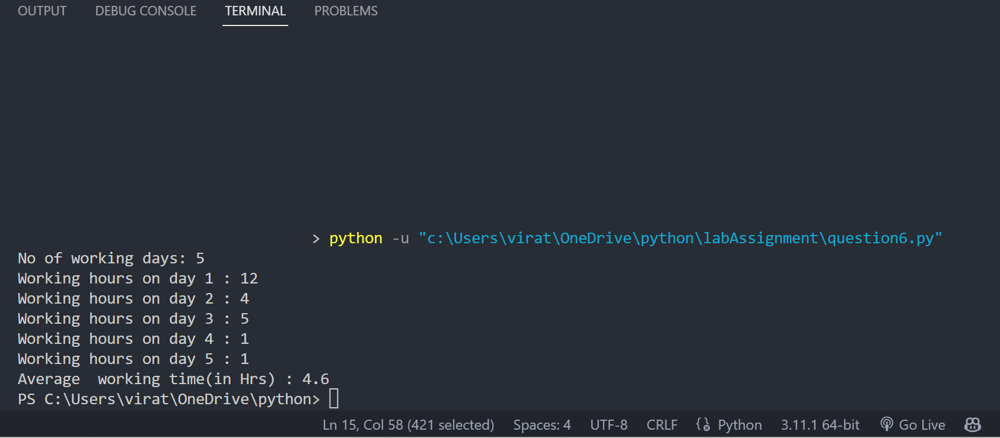 OUTPUT DEBUG CONSOLE TERMINAL PROBLEMS
> python -u "c:\Users\virat\OneDrive\python\labAssignment\question6.py"
No of working days: 5
Working hours on day 1 : 12
Working hours on day 2 : 4
Working hours on day 3 : 5
Working hours on day 4 : 1
Working hours on day 5 : 1
Average  working time(in Hrs) : 4.6
PS C:\Users\virat\OneDrive\python>
Ln 15, Col 58 (421 selected) Spaces: 4 UTF-8 CRLF Python 3.11.1 64-bit Go Live